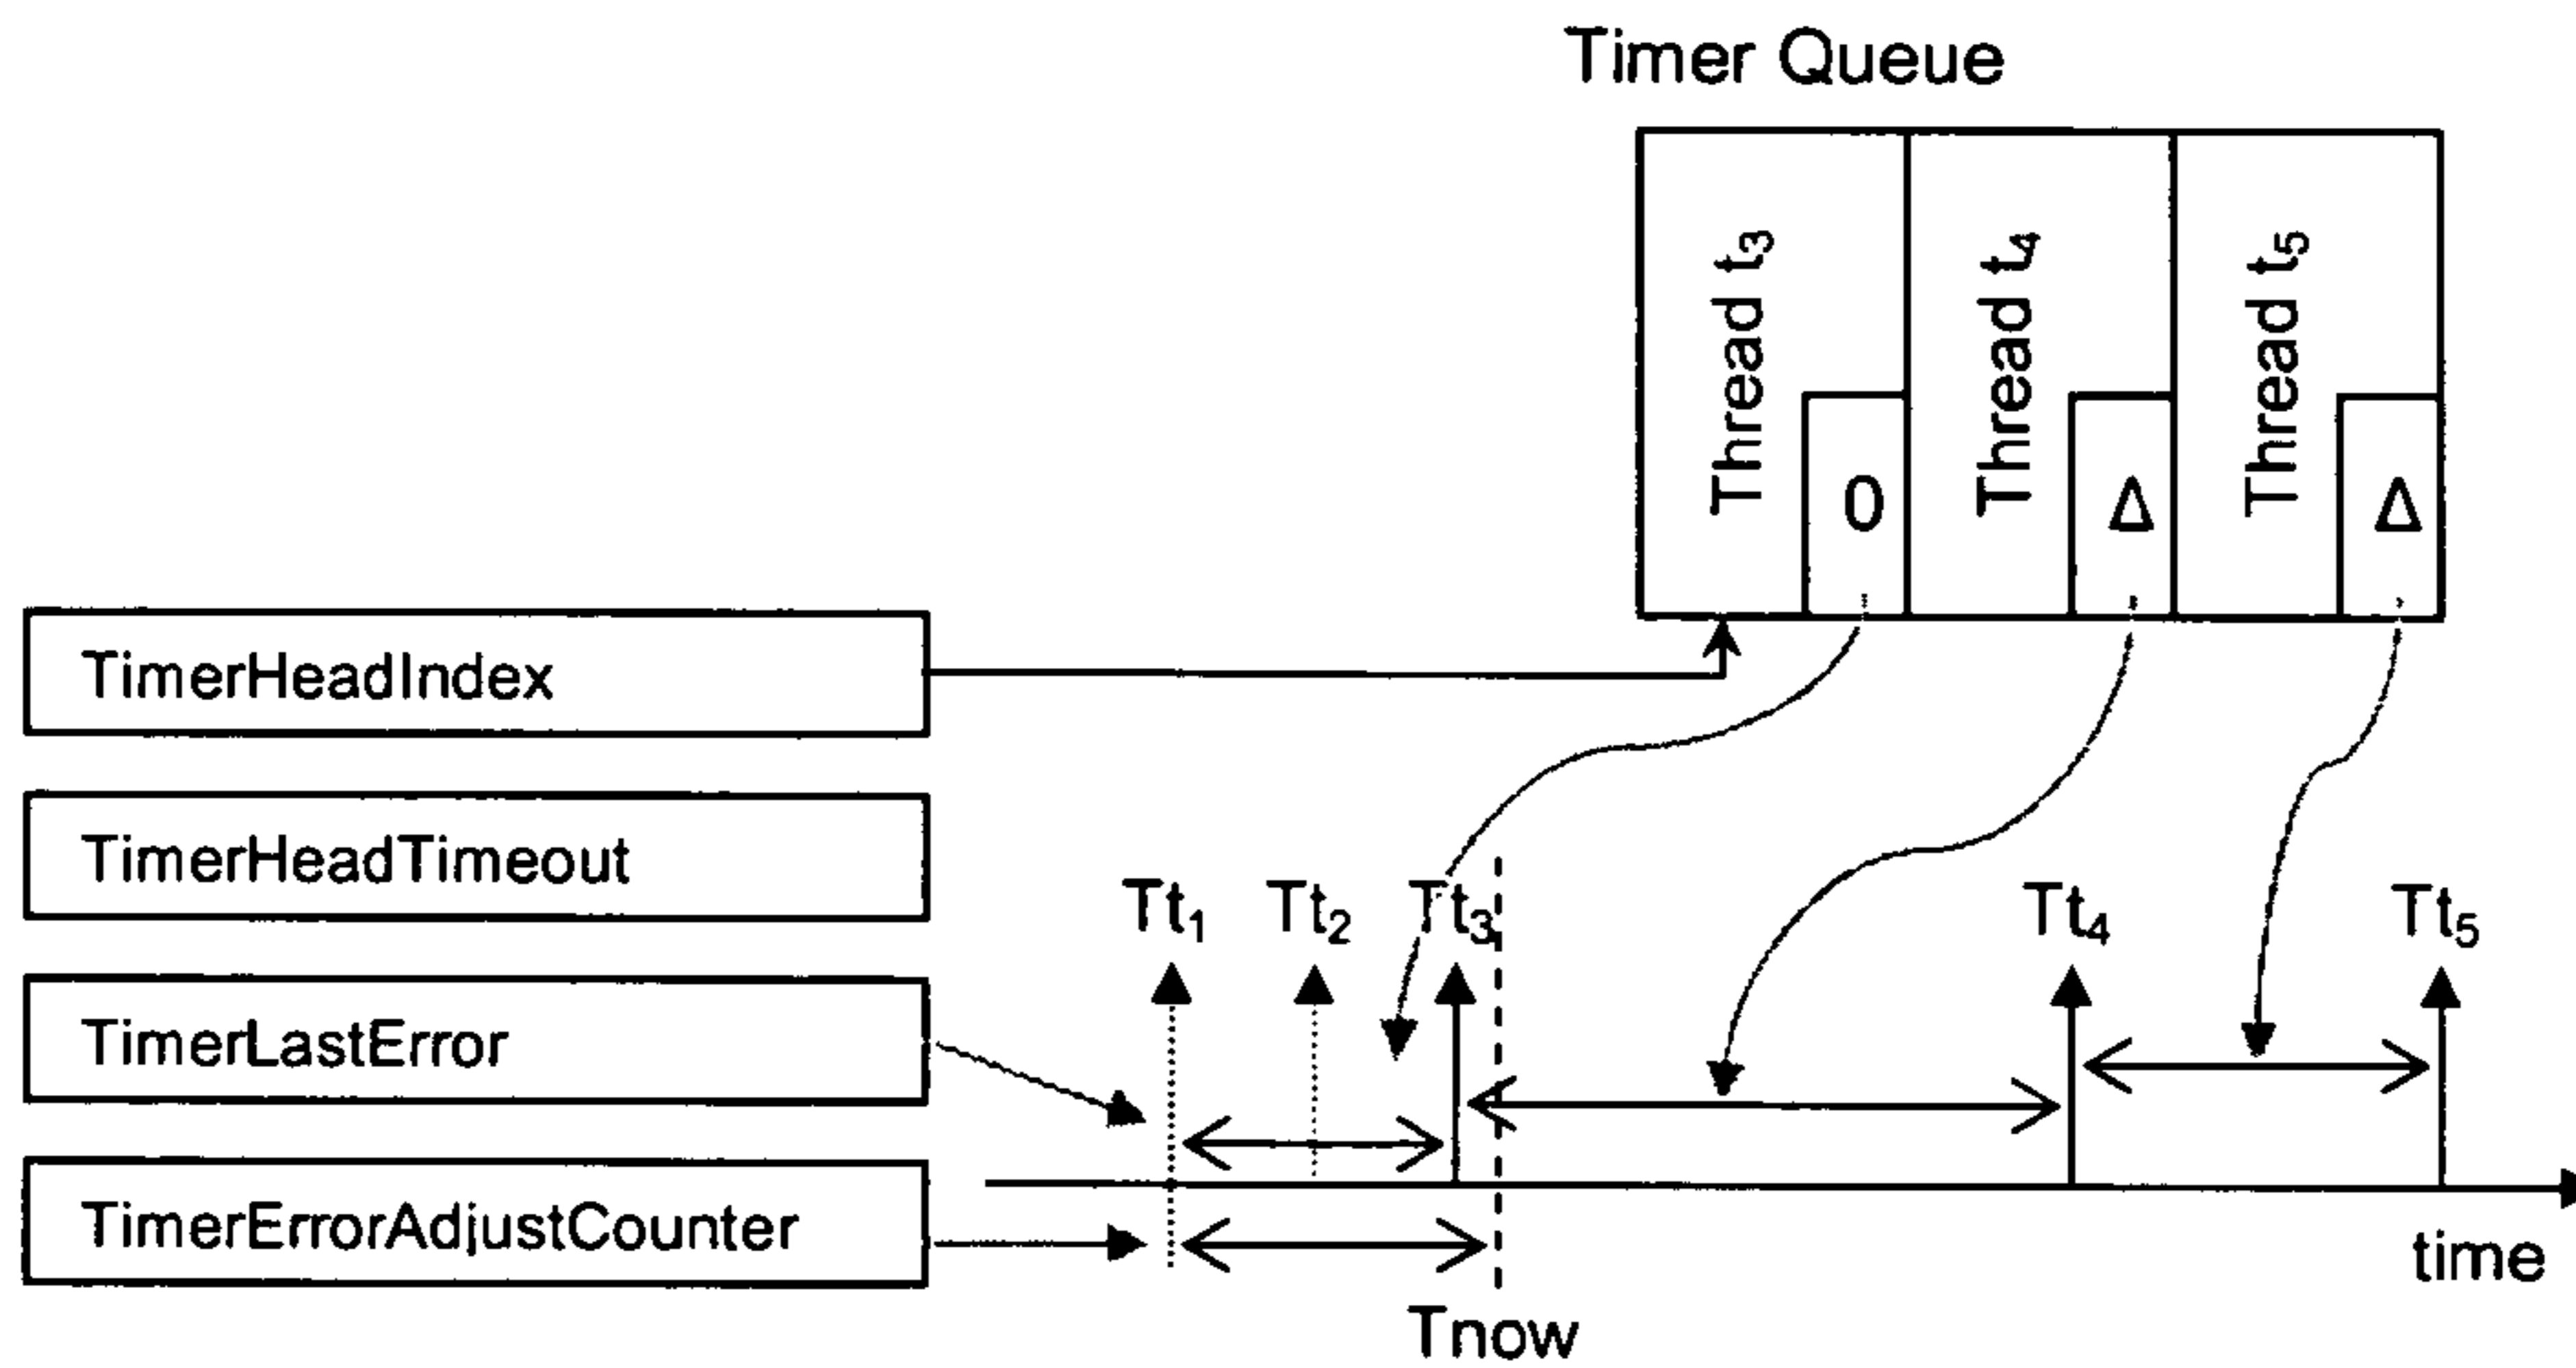 Timer Queue
Thread t₃
0
Thread t₄
Δ
Thread t₅
Δ
TimerHeadIndex
TimerHeadTimeout
Tt₁
Tt₂
Tt₃
Tt₄
Tt₅
TimerLastError
TimerErrorAdjustCounter
time
Tnow